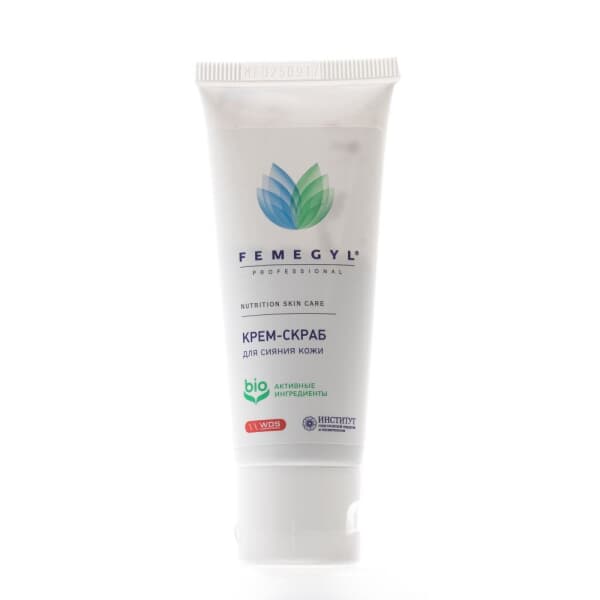 FEMEGYL®
PROFESSIONAL
NUTRITION SKIN CARE
КРЕМ-СКРАБ
ДЛЯ СИЯНИЯ КОЖИ
bio
АКТИВНЫЕ
ИНГРЕДИЕНТЫ
WDS
ИНСТИТУТ